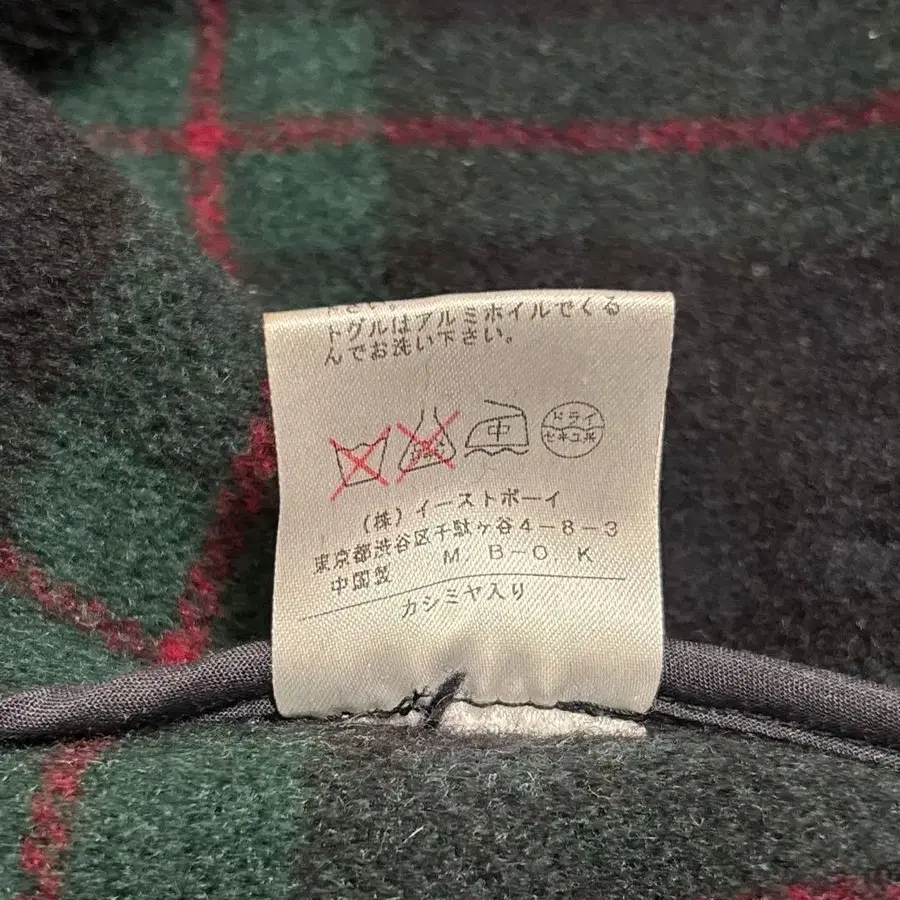 ドグルはアルミホイルでくる
んでお洗い下さい。
中
ドライ
セキユ系
(株)イーストボーイ
東京都渋谷区千駄ヶ谷4-8-3
中国製 M.B-O.K
カシミヤ入り